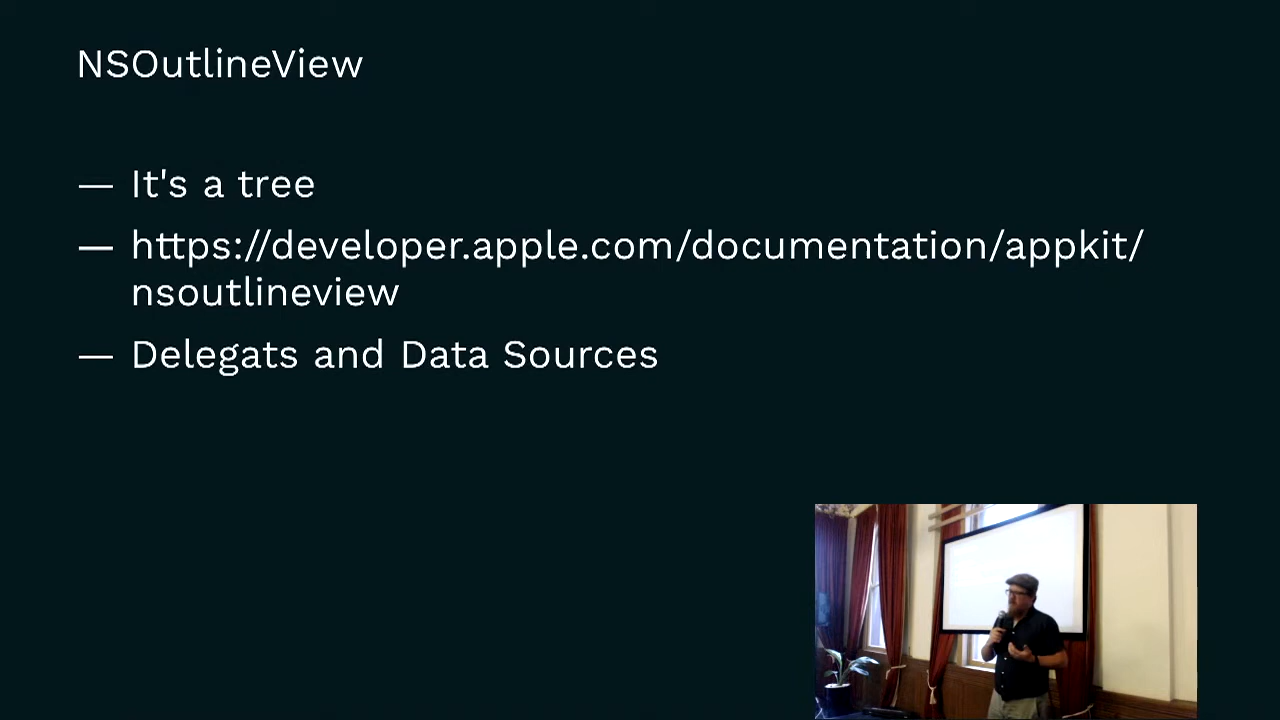 NSOutlineView
— It's a tree
— https://developer.apple.com/documentation/appkit/
nsoutlineview
— Delegats and Data Sources